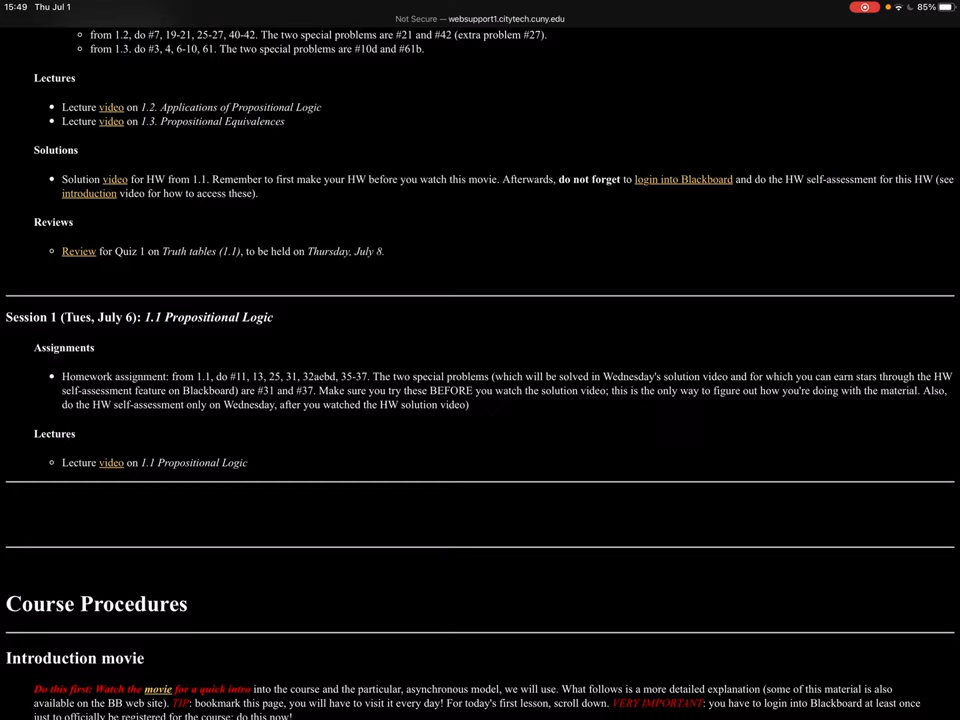 15:49 Thu Jul 1
85%
Not Secure — websupport1.citytech.cuny.edu
from 1.2, do #7, 19-21, 25-27, 40-42. The two special problems are #21 and #42 (extra problem #27).
from 1.3. do #3, 4, 6-10, 61. The two special problems are #10d and #61b.
Lectures
Lecture video on 1.2. Applications of Propositional Logic
Lecture video on 1.3. Propositional Equivalences
Solutions
Solution video for HW from 1.1. Remember to first make your HW before you watch this movie. Afterwards, do not forget to login into Blackboard and do the HW self-assessment for this HW (see
introduction video for how to access these).
Reviews
Review for Quiz 1 on Truth tables (1.1), to be held on Thursday, July 8.
Session 1 (Tues, July 6): 1.1 Propositional Logic
Assignments
Homework assignment: from 1.1, do #11, 13, 25, 31, 32aebd, 35-37. The two special problems (which will be solved in Wednesday's solution video and for which you can earn stars through the HW
self-assessment feature on Blackboard) are #31 and #37. Make sure you try these BEFORE you watch the solution video; this is the only way to figure out how you're doing with the material. Also,
do the HW self-assessment only on Wednesday, after you watched the HW solution video)
Lectures
Lecture video on 1.1 Propositional Logic
Course Procedures
Introduction movie
Do this first: Watch the movie for a quick intro into the course and the particular, asynchronous model, we will use. What follows is a more detailed explanation (some of this material is also
available on the BB web site). TIP: bookmark this page, you will have to visit it every day! For today's first lesson, scroll down. VERY IMPORTANT: you have to login into Blackboard at least once
just to officially be registered for the course: do this now!